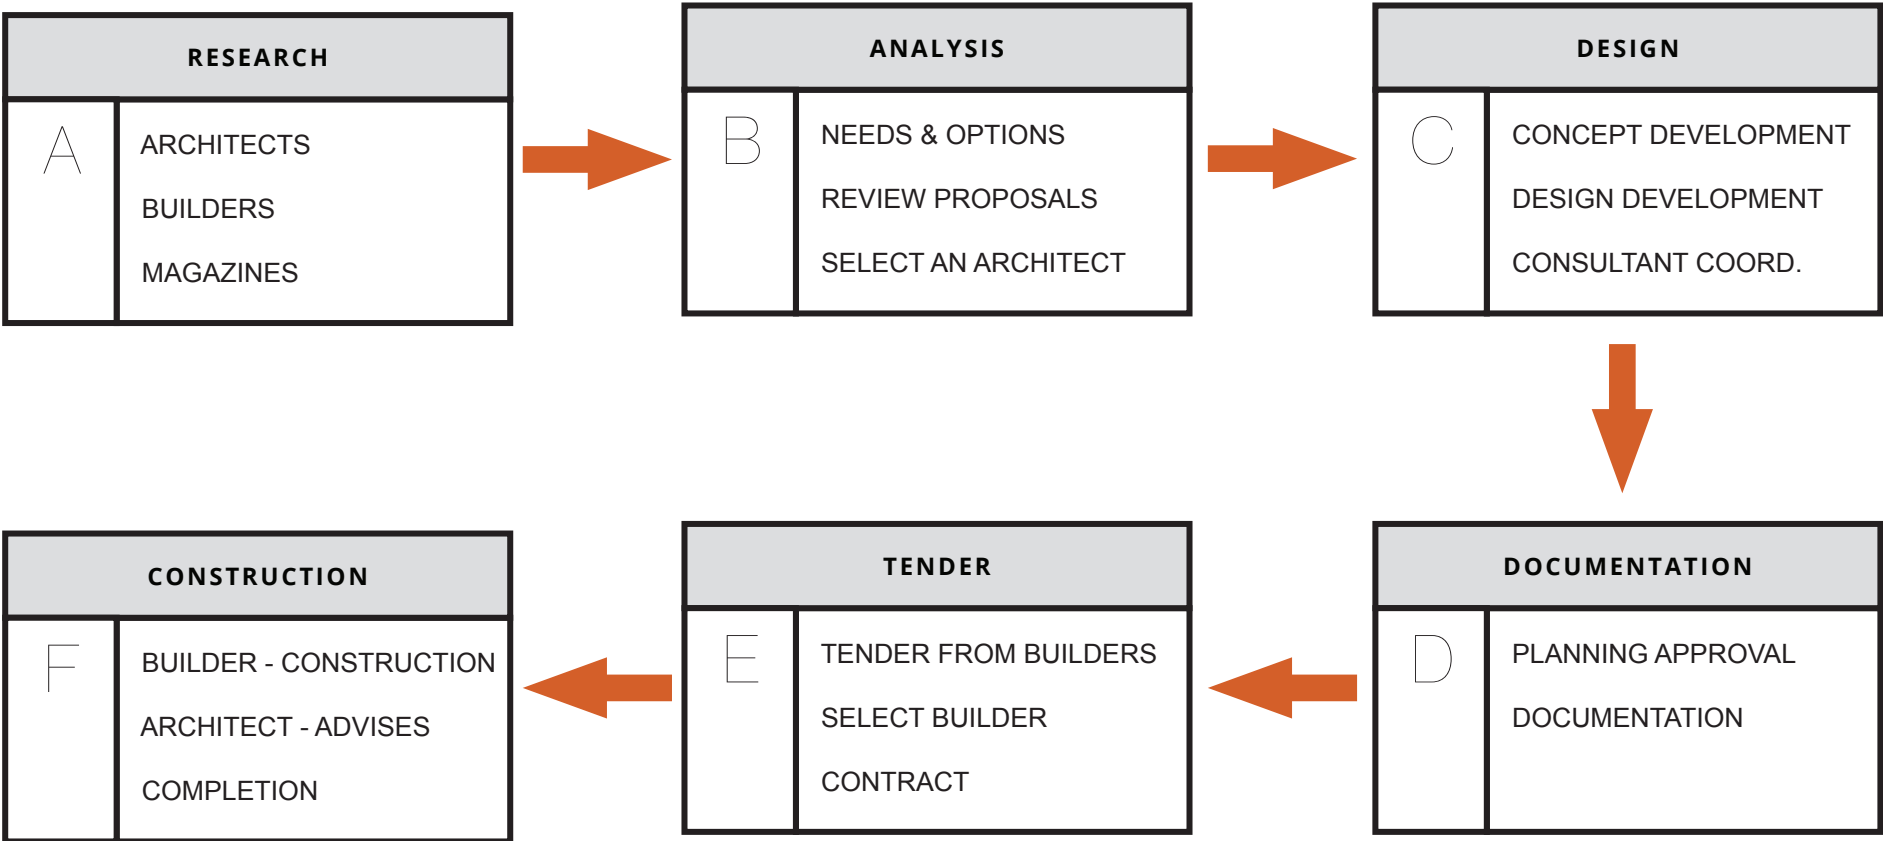 RESEARCH
A
ARCHITECTS
BUILDERS
MAGAZINES
ANALYSIS
B
NEEDS & OPTIONS
REVIEW PROPOSALS
SELECT AN ARCHITECT
DESIGN
C
CONCEPT DEVELOPMENT
DESIGN DEVELOPMENT
CONSULTANT COORD.
DOCUMENTATION
D
PLANNING APPROVAL
DOCUMENTATION
TENDER
E
TENDER FROM BUILDERS
SELECT BUILDER
CONTRACT
CONSTRUCTION
F
BUILDER - CONSTRUCTION
ARCHITECT - ADVISES
COMPLETION